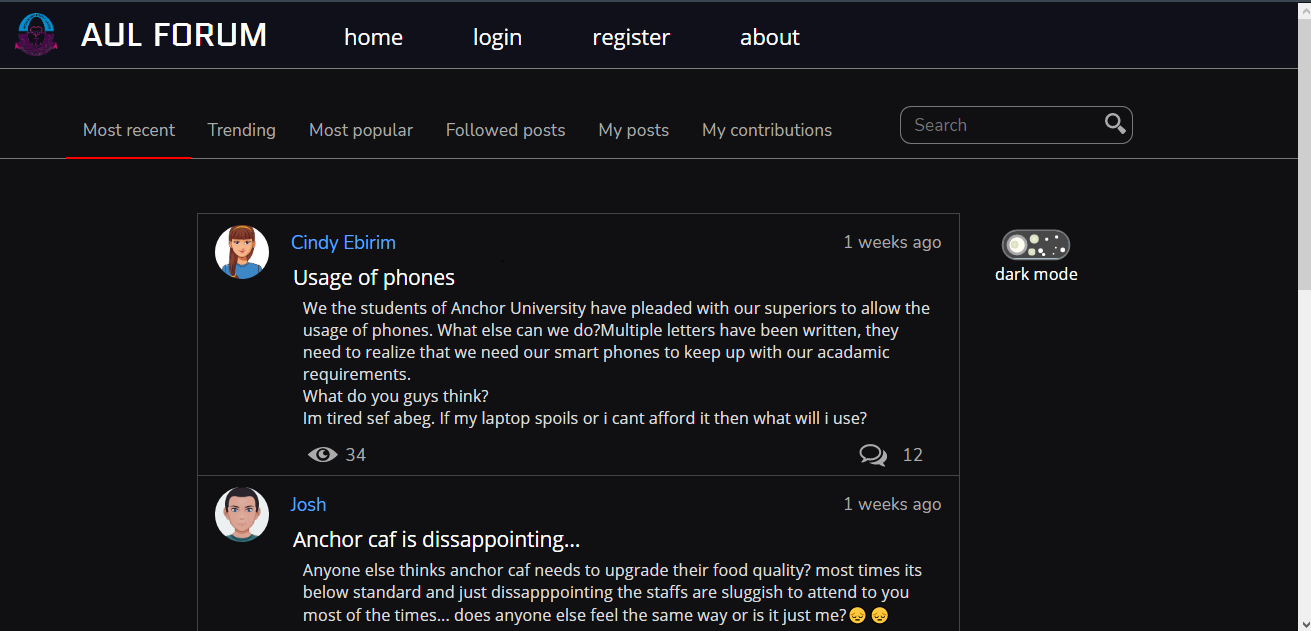 AUL FORUM home login register about
Most recent Trending Most popular Followed posts My posts My contributions Search
Cindy Ebirim 1 weeks ago
dark mode
Usage of phones
We the students of Anchor University have pleaded with our superiors to allow the
usage of phones. What else can we do?Multiple letters have been written, they
need to realize that we need our smart phones to keep up with our acadamic
requirements.
What do you guys think?
Im tired sef abeg. If my laptop spoils or i cant afford it then what will i use?
34 12
Josh 1 weeks ago
Anchor caf is dissappointing...
Anyone else thinks anchor caf needs to upgrade their food quality? most times its
below standard and just dissapppointing the staffs are sluggish to attend to you
most of the times... does anyone else feel the same way or is it just me?😔 😔